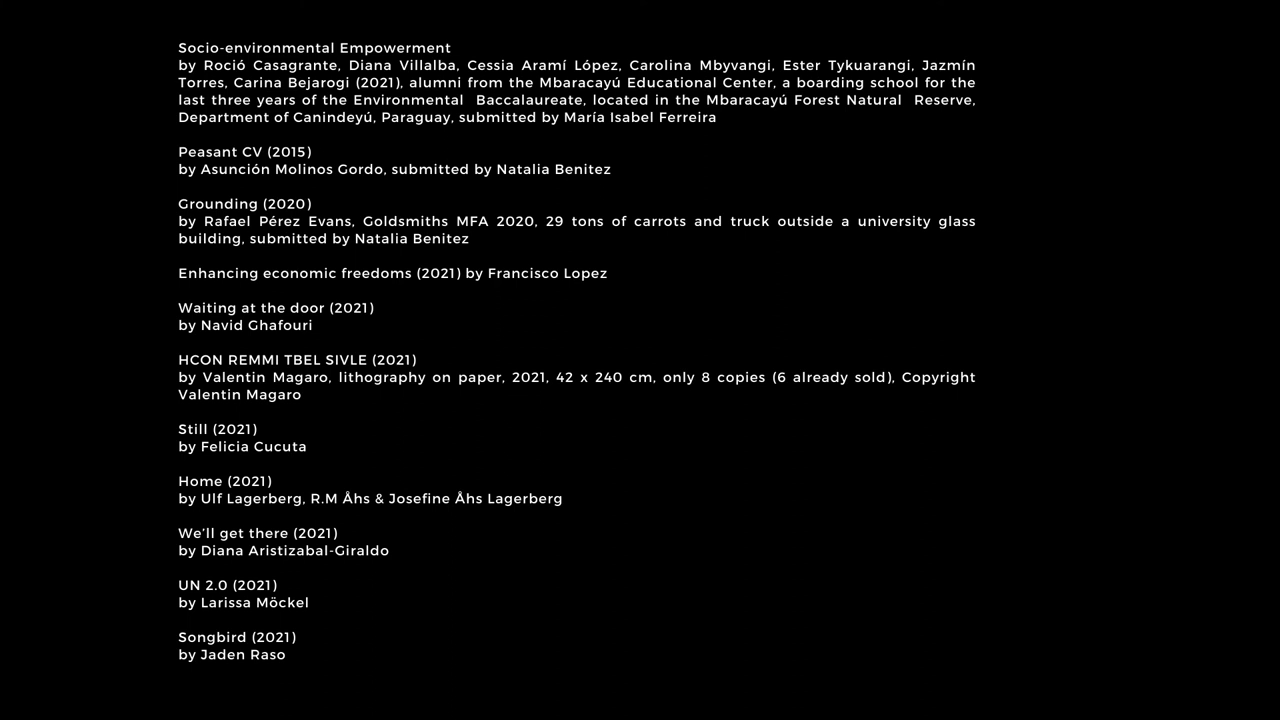 Socio-environmental Empowerment
by Roció Casagrante, Diana Villalba, Cessia Aramí López, Carolina Mbyvangi, Ester Tykuarangi, Jazmín
Torres, Carina Bejarogi (2021), alumni from the Mbaracayú Educational Center, a boarding school for the
last three years of the Environmental Baccalaureate, located in the Mbaracayú Forest Natural Reserve,
Department of Canindeyú, Paraguay, submitted by María Isabel Ferreira
Peasant CV (2015)
by Asunción Molinos Gordo, submitted by Natalia Benitez
Grounding (2020)
by Rafael Pérez Evans, Goldsmiths MFA 2020, 29 tons of carrots and truck outside a university glass
building, submitted by Natalia Benitez
Enhancing economic freedoms (2021) by Francisco Lopez
Waiting at the door (2021)
by Navid Ghafouri
HCON REMMI TBEL SIVLE (2021)
by Valentin Magaro, lithography on paper, 2021, 42 x 240 cm, only 8 copies (6 already sold), Copyright
Valentin Magaro
Still (2021)
by Felicia Cucuta
Home (2021)
by Ulf Lagerberg, R.M Åhs & Josefine Åhs Lagerberg
We'll get there (2021)
by Diana Aristizabal-Giraldo
UN 2.0 (2021)
by Larissa Möckel
Songbird (2021)
by Jaden Raso